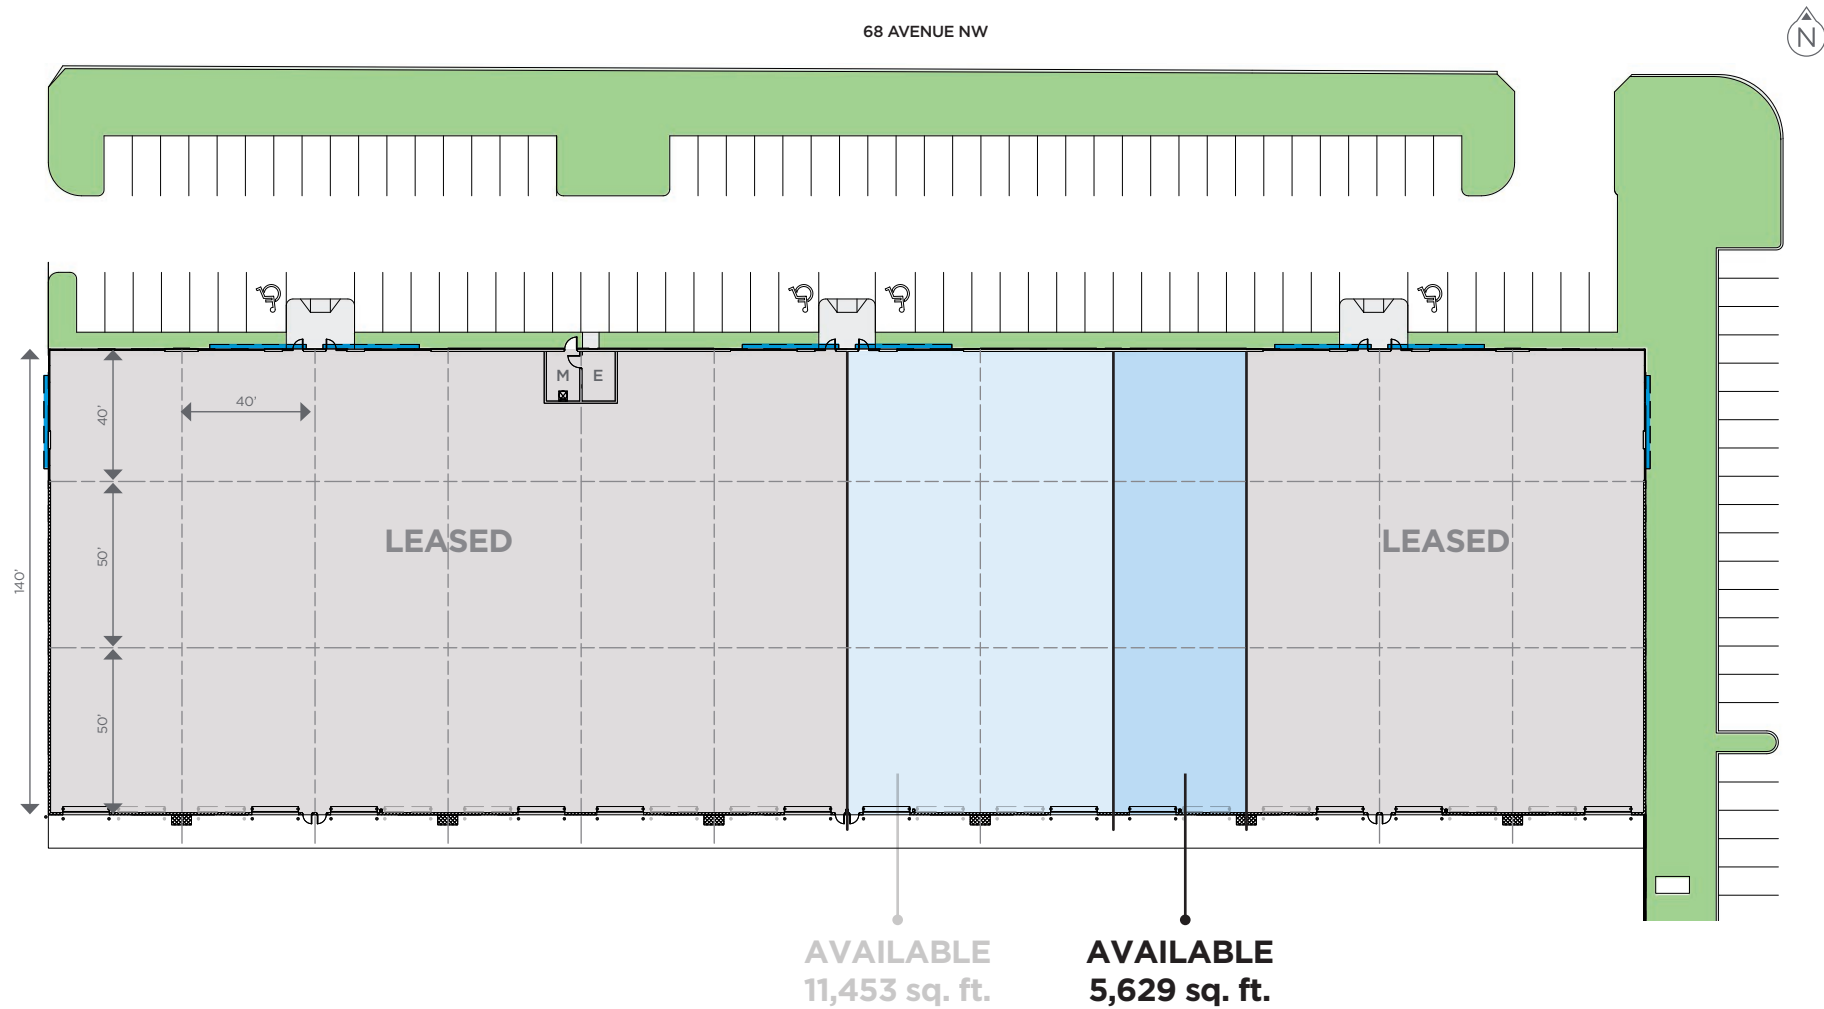 68 AVENUE NW
N
M E
40'
40'
LEASED
LEASED
50'
140'
50'
AVAILABLE
11,453 sq. ft.
AVAILABLE
5,629 sq. ft.